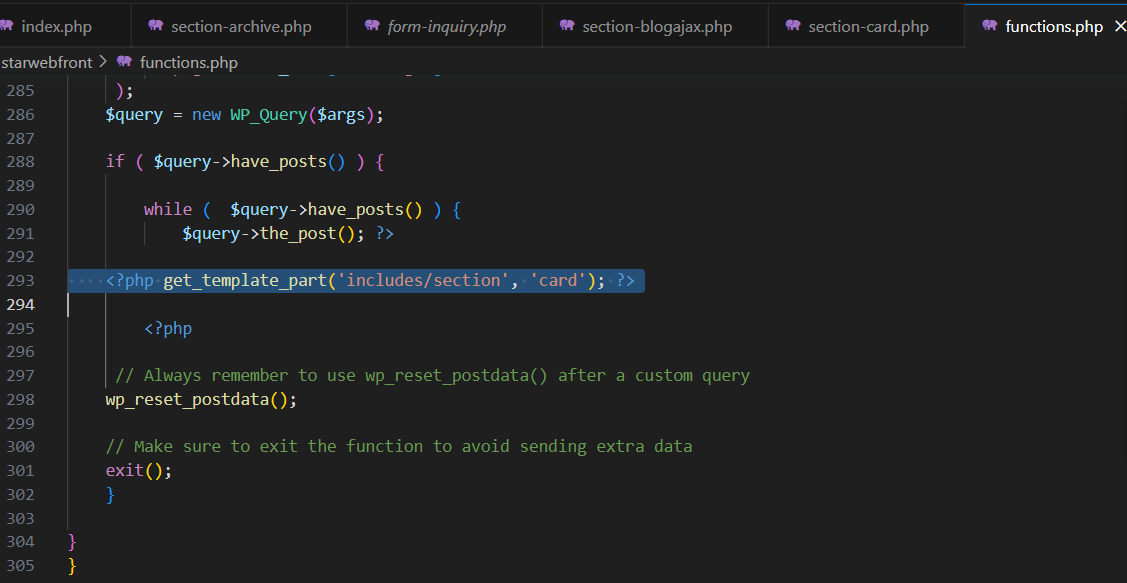 index.php section-archive.php form-inquiry.php section-blogajax.php section-card.php functions.php
starwebfront > functions.php
285 );
286 $query = new WP_Query($args);
287
288 if ( $query->have_posts() ) {
289
290 while (  $query->have_posts() ) {
291 $query->the_post(); ?>
292
293 <?php get_template_part('includes/section', 'card'); ?>
294
295 <?php
296
297 // Always remember to use wp_reset_postdata() after a custom query
298 wp_reset_postdata();
299
300 // Make sure to exit the function to avoid sending extra data
301 exit();
302 }
303
304 }
305 }